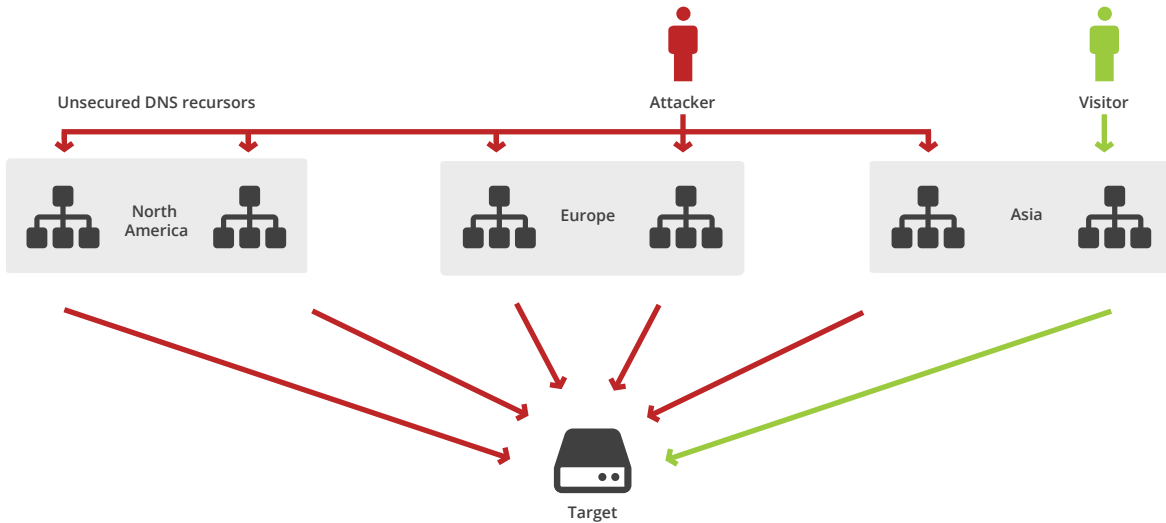 Unsecured DNS recursors
Attacker
Visitor
North
America
Europe
Asia
Target